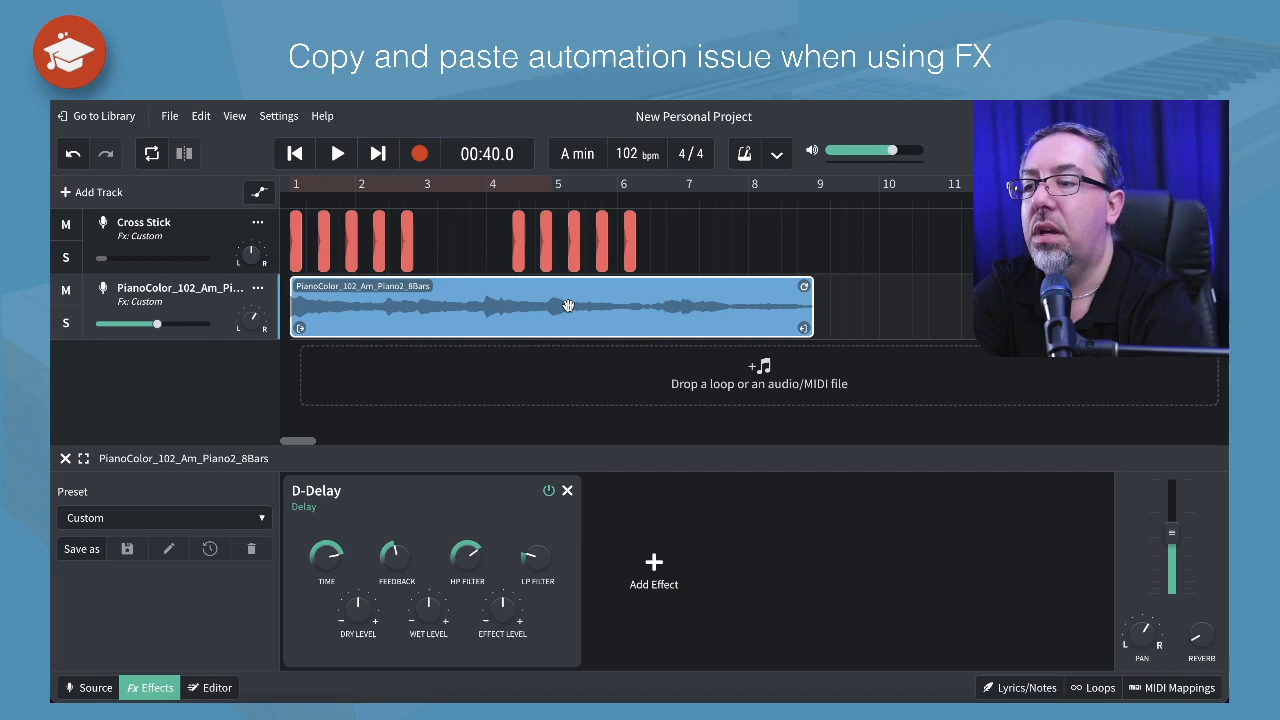 Copy and paste automation issue when using FX
Go to Library File Edit View Settings Help New Personal Project
00:40.0 A min 102 bpm 4 / 4
+ Add Track 1 2 3 4 5 6 7 8 9 10 11
M Cross Stick
Fx: Custom
S L R
M PianoColor_102_Am_Pi...
Fx: Custom
S L R
PianoColor_102_Am_Piano2_8Bars
Drop a loop or an audio/MIDI file
PianoColor_102_Am_Piano2_8Bars
Preset
Custom
Save as
D-Delay
Delay
TIME FEEDBACK HP FILTER LP FILTER
DRY LEVEL WET LEVEL EFFECT LEVEL
Add Effect
L R
PAN REVERB
Source Fx Effects Editor Lyrics/Notes Loops MIDI MIDI Mappings